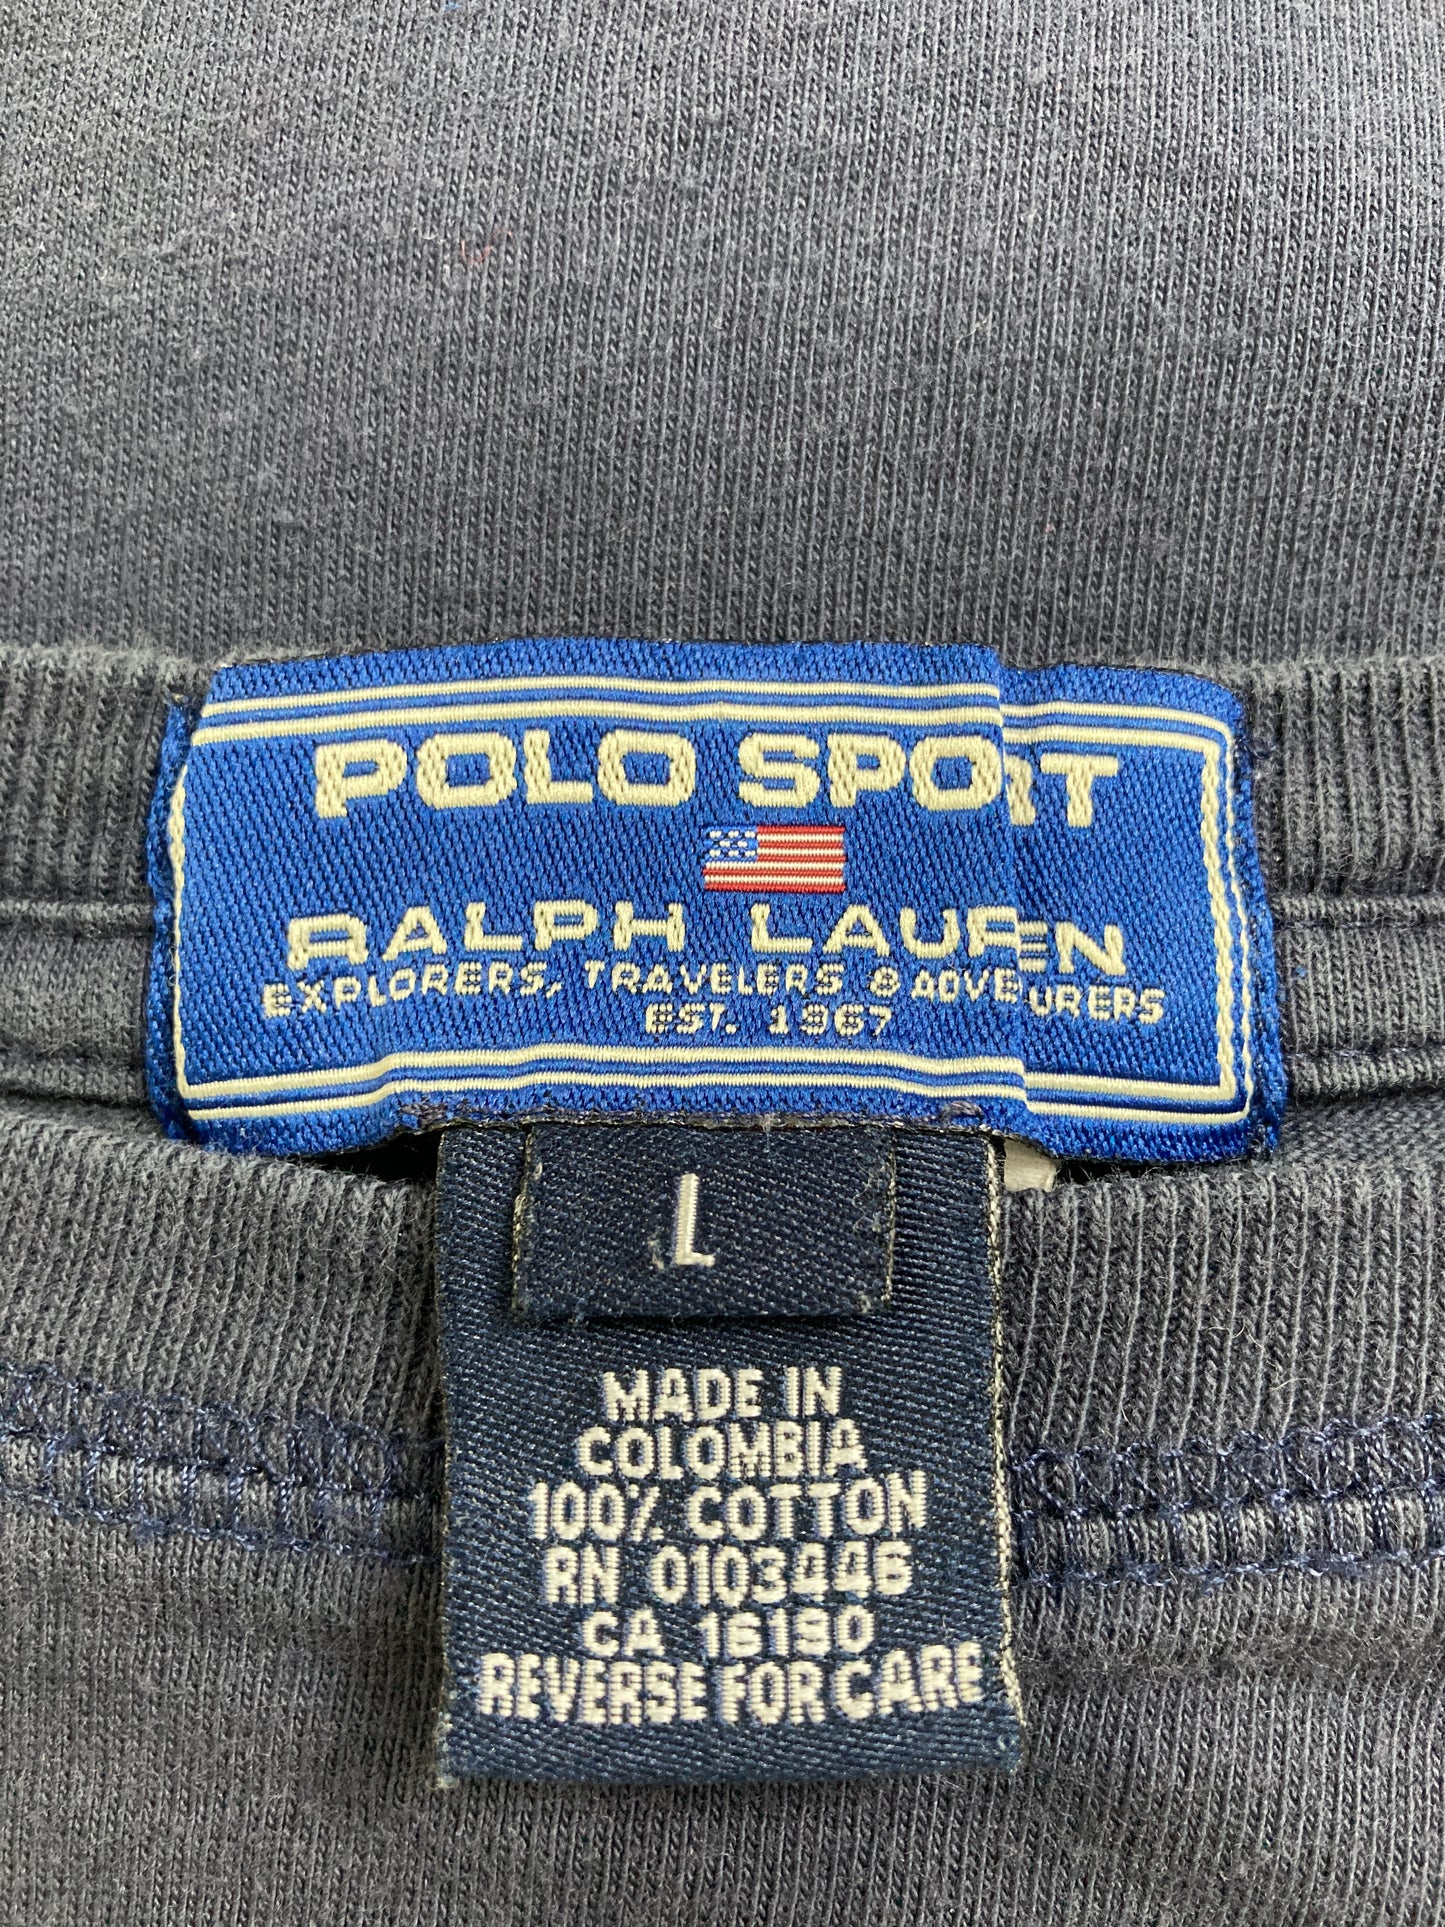 POLO SPORT
RALPH LAUREN
EXPLORERS, TRAVELERS & ADVEURERS
EST. 1967
L
MADE IN
COLOMBIA
100% COTTON
RN 0103446
CA 16190
REVERSE FOR CARE